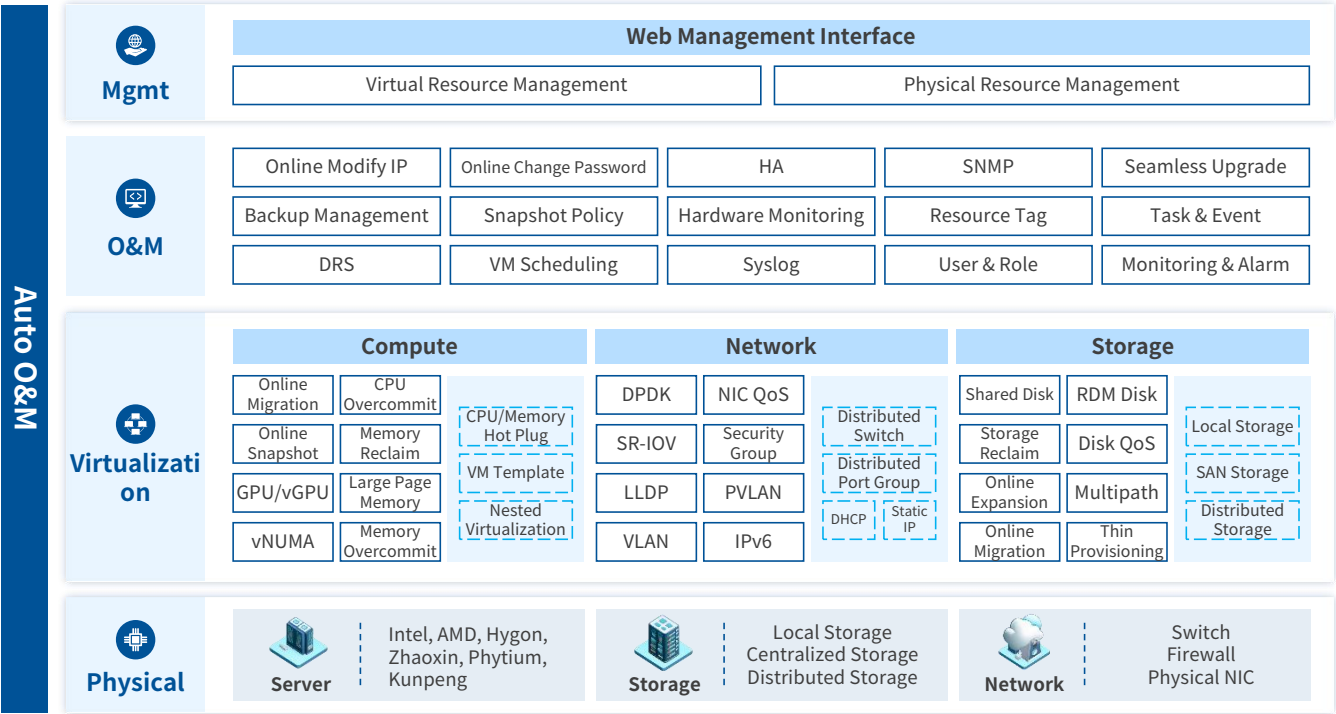 Auto O&M
Mgmt
Web Management Interface
Virtual Resource Management
Physical Resource Management
O&M
Online Modify IP
Online Change Password
HA
SNMP
Seamless Upgrade
Backup Management
Snapshot Policy
Hardware Monitoring
Resource Tag
Task & Event
DRS
VM Scheduling
Syslog
User & Role
Monitoring & Alarm
Virtualizati
on
Compute
Online
Migration
CPU
Overcommit
Online
Snapshot
Memory
Reclaim
GPU/vGPU
Large Page
Memory
vNUMA
Memory
Overcommit
CPU/Memory
Hot Plug
VM Template
Nested
Virtualization
Network
DPDK
NIC QoS
SR-IOV
Security
Group
LLDP
PVLAN
VLAN
IPv6
Distributed
Switch
Distributed
Port Group
DHCP
Static
IP
Storage
Shared Disk
RDM Disk
Storage
Reclaim
Disk QoS
Online
Expansion
Multipath
Online
Migration
Thin
Provisioning
Local Storage
SAN Storage
Distributed
Storage
Physical
Server
Intel, AMD, Hygon,
Zhaoxin, Phytium,
Kunpeng
Storage
Local Storage
Centralized Storage
Distributed Storage
Network
Switch
Firewall
Physical NIC